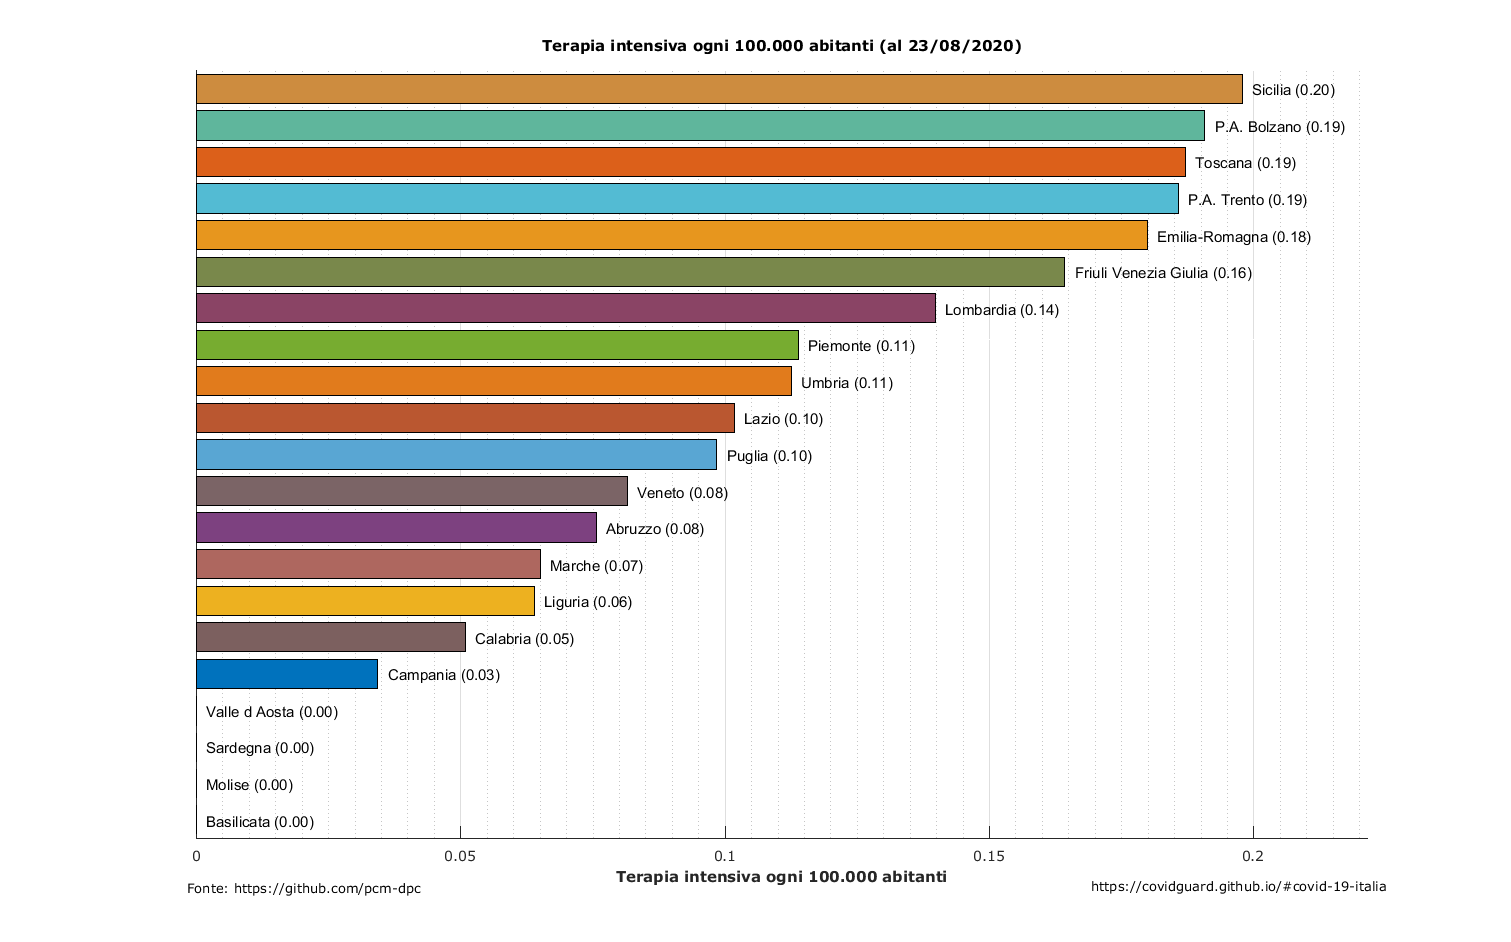 Terapia intensiva ogni 100.000 abitanti (al 23/08/2020)
Sicilia (0.20)
P.A. Bolzano (0.19)
Toscana (0.19)
P.A. Trento (0.19)
Emilia-Romagna (0.18)
Friuli Venezia Giulia (0.16)
Lombardia (0.14)
Piemonte (0.11)
Umbria (0.11)
Lazio (0.10)
Puglia (0.10)
Veneto (0.08)
Abruzzo (0.08)
Marche (0.07)
Liguria (0.06)
Calabria (0.05)
Campania (0.03)
Valle d Aosta (0.00)
Sardegna (0.00)
Molise (0.00)
Basilicata (0.00)
0 0.05 0.1 0.15 0.2
Terapia intensiva ogni 100.000 abitanti
Fonte: https://github.com/pcm-dpc
https://covidguard.github.io/#covid-19-italia